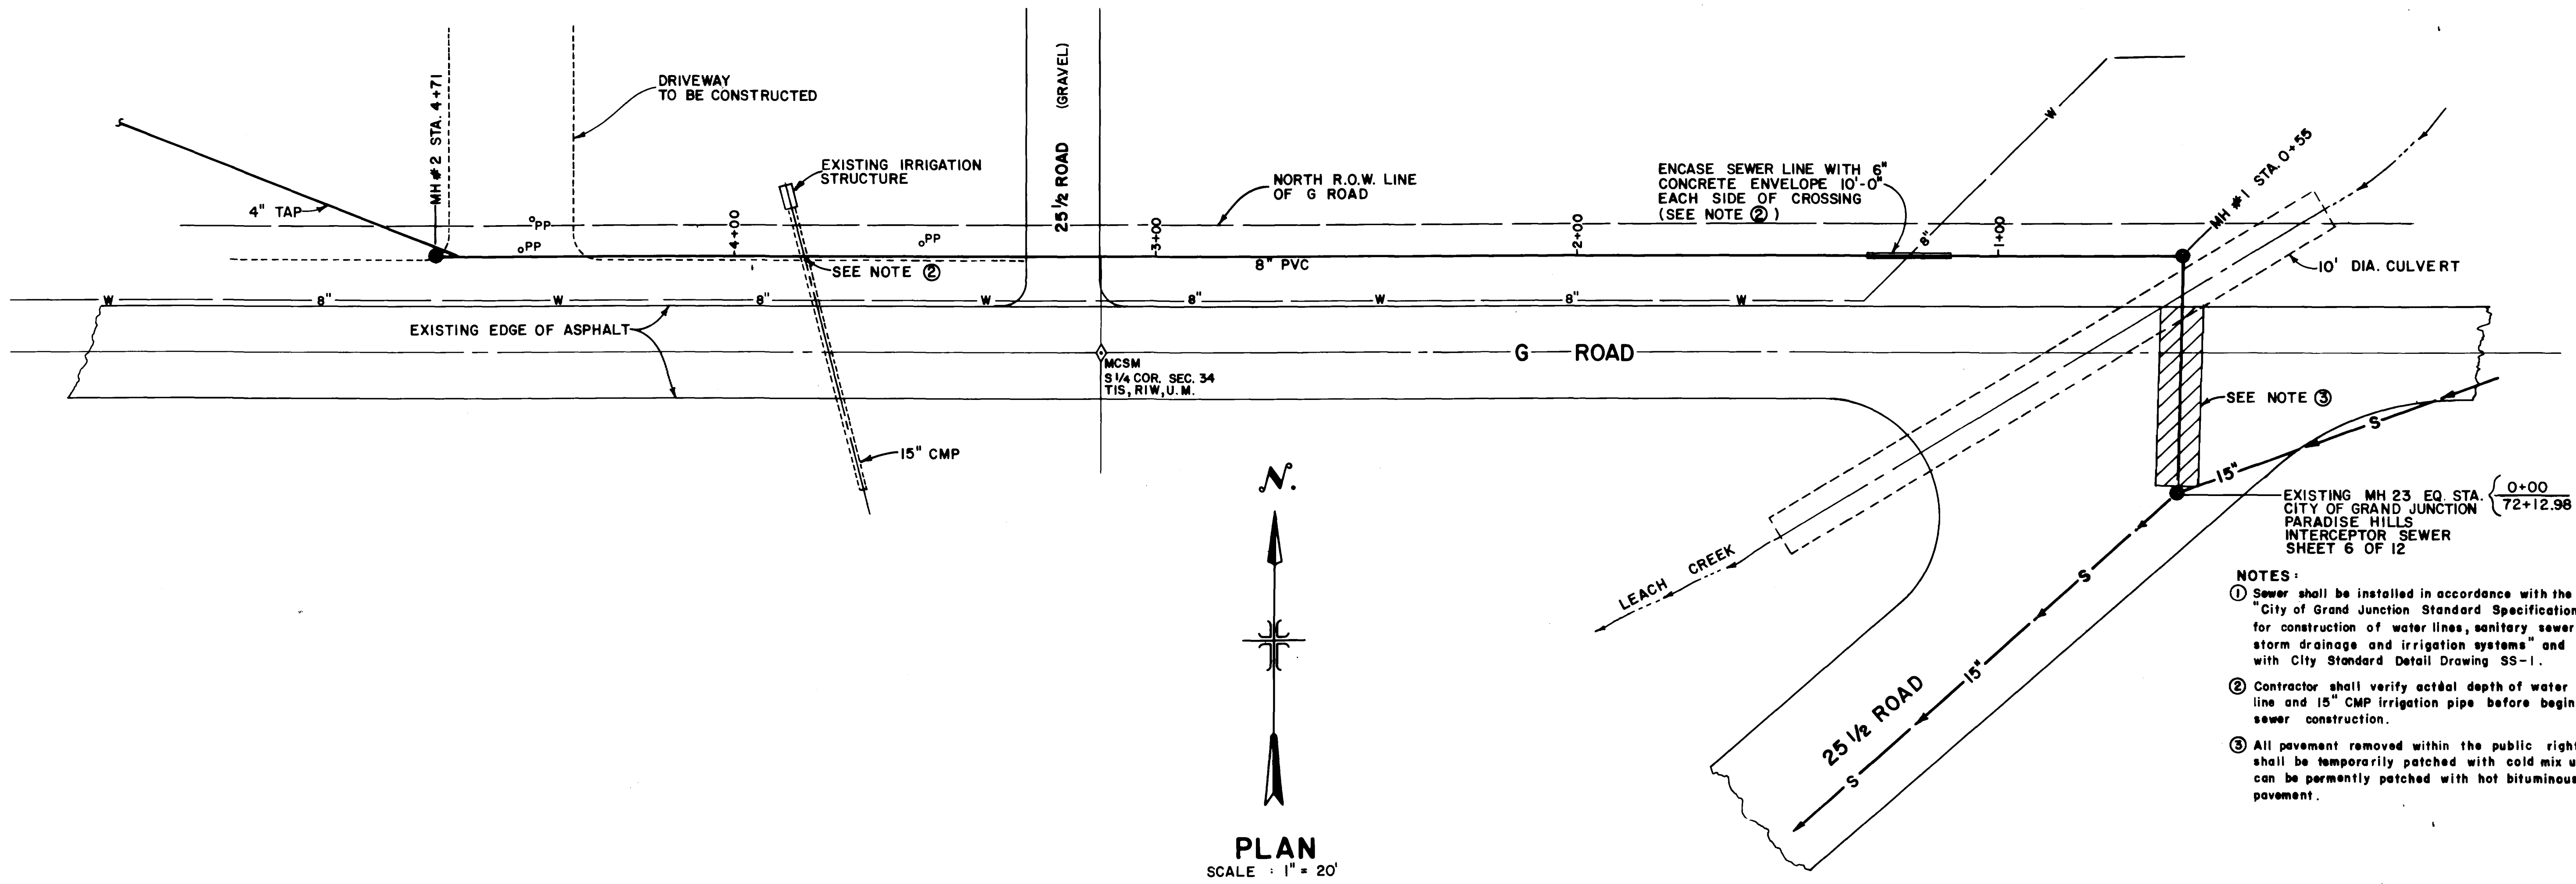 MH # 2 STA. 4+71
DRIVEWAY
TO BE CONSTRUCTED
4" TAP
PP
PP
PP
4+00
EXISTING IRRIGATION
STRUCTURE
SEE NOTE ②
25 1/2 ROAD (GRAVEL)
3+00
NORTH R.O.W. LINE
OF G ROAD
8" PVC
2+00
ENCASE SEWER LINE WITH 6"
CONCRETE ENVELOPE 10'-0"
EACH SIDE OF CROSSING
(SEE NOTE ②)
8"
W
1+00
MH # 1 STA. 0+55
10' DIA. CULVERT
W 8" W 8" W 8" W 8" W
EXISTING EDGE OF ASPHALT
G ROAD
MCSM
S 1/4 COR. SEC. 34
T1S, R1W, U.M.
15" CMP
SEE NOTE ③
S
15"
EXISTING MH 23 EQ. STA. 0+00
72+12.98
CITY OF GRAND JUNCTION
PARADISE HILLS
INTERCEPTOR SEWER
SHEET 6 OF 12
LEACH CREEK
S
15"
S
25 1/2 ROAD
N.
PLAN
SCALE : 1" = 20'
NOTES:
① Sewer shall be installed in accordance with the
"City of Grand Junction Standard Specification
for construction of water lines, sanitary sewer
storm drainage and irrigation systems" and
with City Standard Detail Drawing SS-1.
② Contractor shall verify actual depth of water
line and 15" CMP irrigation pipe before begin
sewer construction.
③ All pavement removed within the public right
shall be temporarily patched with cold mix u
can be permently patched with hot bituminous
pavement.